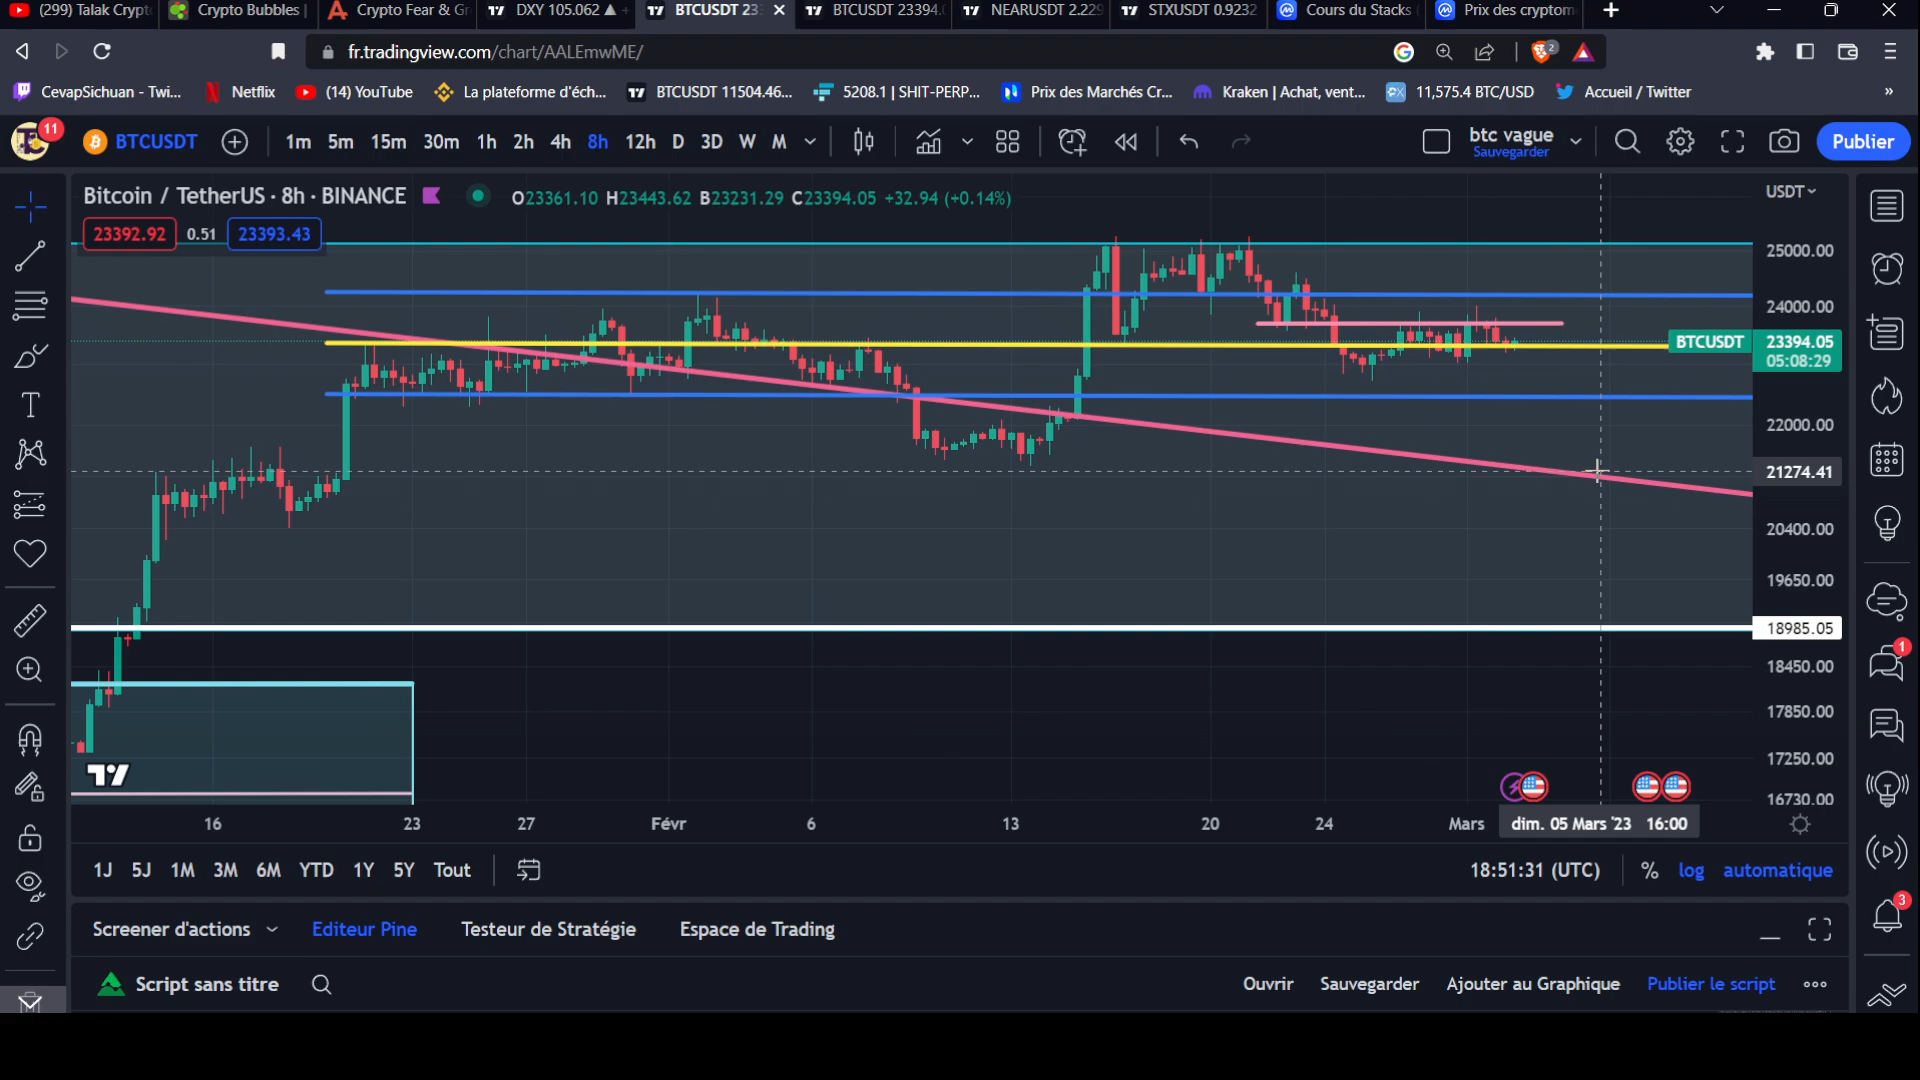 (299) Talak Crypt
Crypto Bubbles |
Crypto Fear & Gr
DXY 105.062 ▲ +
BTCUSDT 23
BTCUSDT 23394.
NEARUSDT 2.229
STXUSDT 0.9232
Cours du Stacks
Prix des cryptom
fr.tradingview.com/chart/AALEmwME/
2
CevapSichuan - Twi...
Netflix
(14) YouTube
La plateforme d'éch...
BTCUSDT 11504.46...
5208.1 | SHIT-PERP...
Prix des Marchés Cr...
Kraken | Achat, vent...
11,575.4 BTC/USD
Accueil / Twitter
»
11
BTCUSDT
1m 5m 15m 30m 1h 2h 4h 8h 12h D 3D W M
btc vague
Sauvegarder
Publier
Bitcoin / TetherUS · 8h · BINANCE
O23361.10 H23443.62 B23231.29 C23394.05 +32.94 (+0.14%)
USDT
23392.92 0.51 23393.43
25000.00
24000.00
BTCUSDT
23394.05
05:08:29
22000.00
21274.41
20400.00
19650.00
18985.05
18450.00
1
17850.00
17250.00
16730.00
16 23 27 Févr 6 13 20 24 Mars
dim. 05 Mars '23 16:00
1J 5J 1M 3M 6M YTD 1Y 5Y Tout
18:51:31 (UTC)
% log automatique
3
Screener d'actions
Editeur Pine
Testeur de Stratégie
Espace de Trading
Script sans titre
Ouvrir
Sauvegarder
Ajouter au Graphique
Publier le script